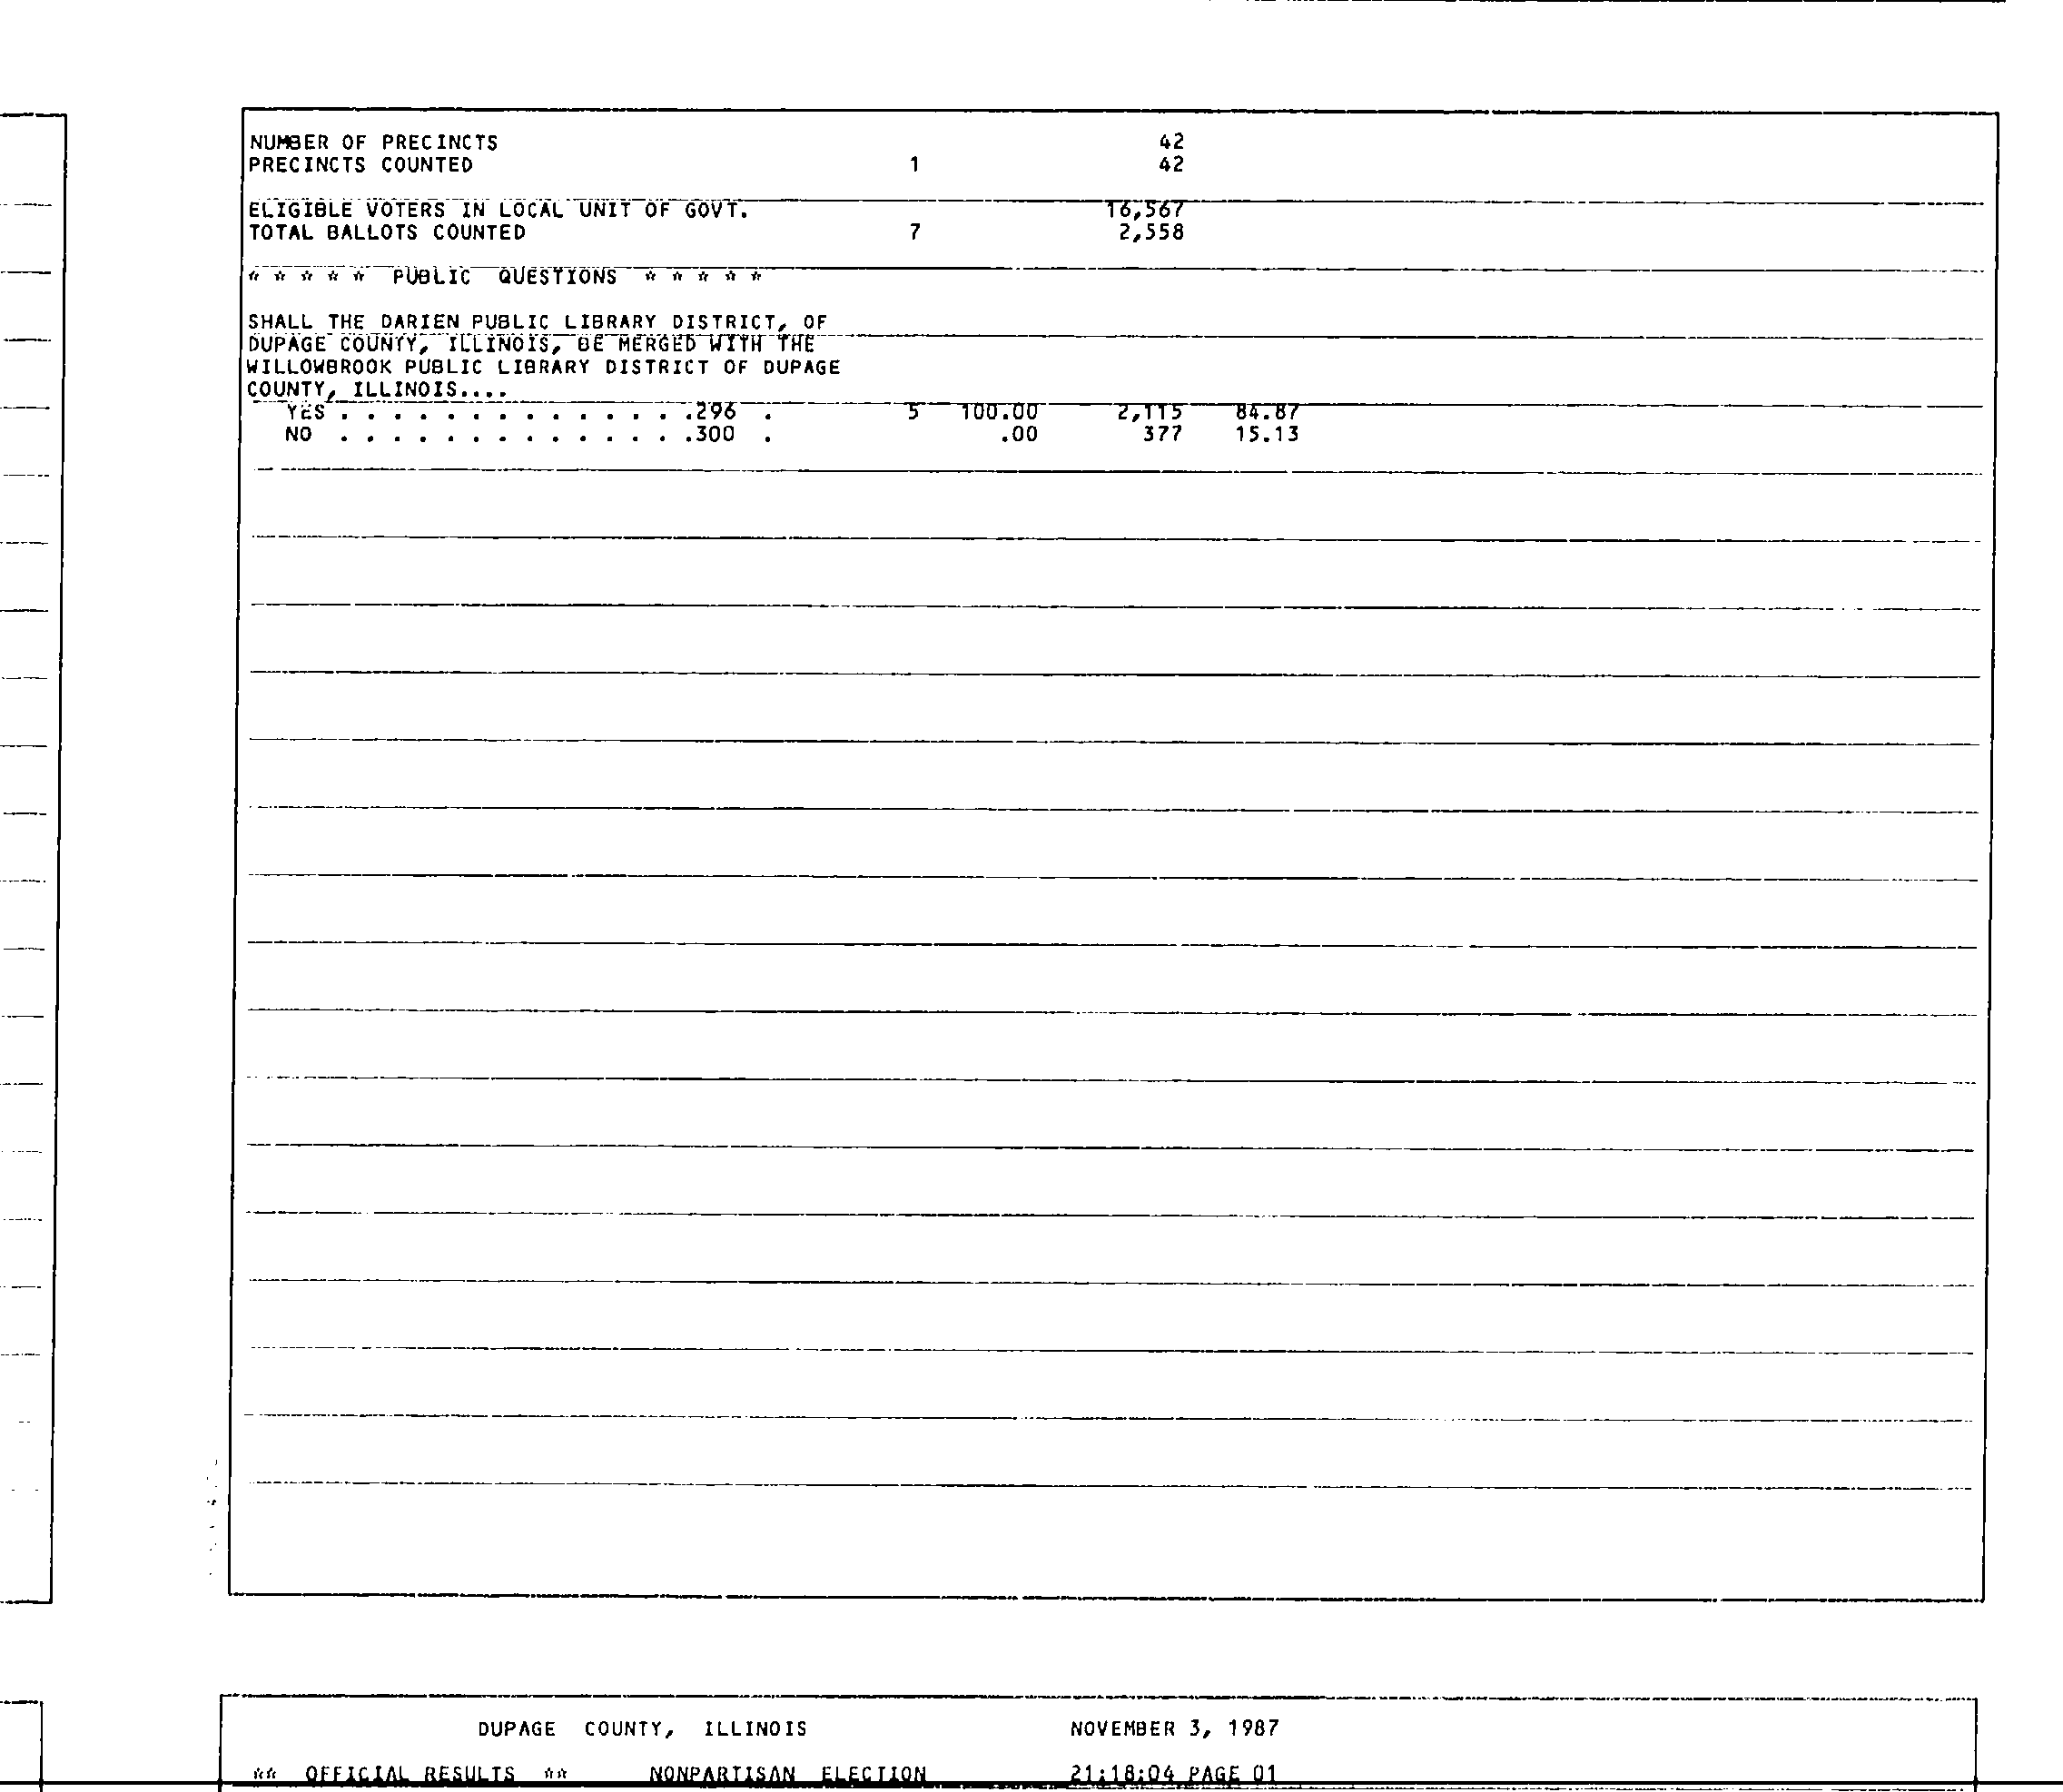 NUMBER OF PRECINCTS 42
PRECINCTS COUNTED 1 42
ELIGIBLE VOTERS IN LOCAL UNIT OF GOVT. 16,567
TOTAL BALLOTS COUNTED 7 2,558
* * * * * PUBLIC QUESTIONS * * * * *
SHALL THE DARIEN PUBLIC LIBRARY DISTRICT, OF
DUPAGE COUNTY, ILLINOIS, BE MERGED WITH THE
WILLOWBROOK PUBLIC LIBRARY DISTRICT OF DUPAGE
COUNTY, ILLINOIS....
YES . . . . . . . . . . . . . .296 . 5 100.00 2,115 84.87
NO . . . . . . . . . . . . . .300 . .00 377 15.13
DUPAGE COUNTY, ILLINOIS NOVEMBER 3, 1987
** OFFICIAL RESULTS ** NONPARTISAN ELECTION 21:18:04 PAGE 01